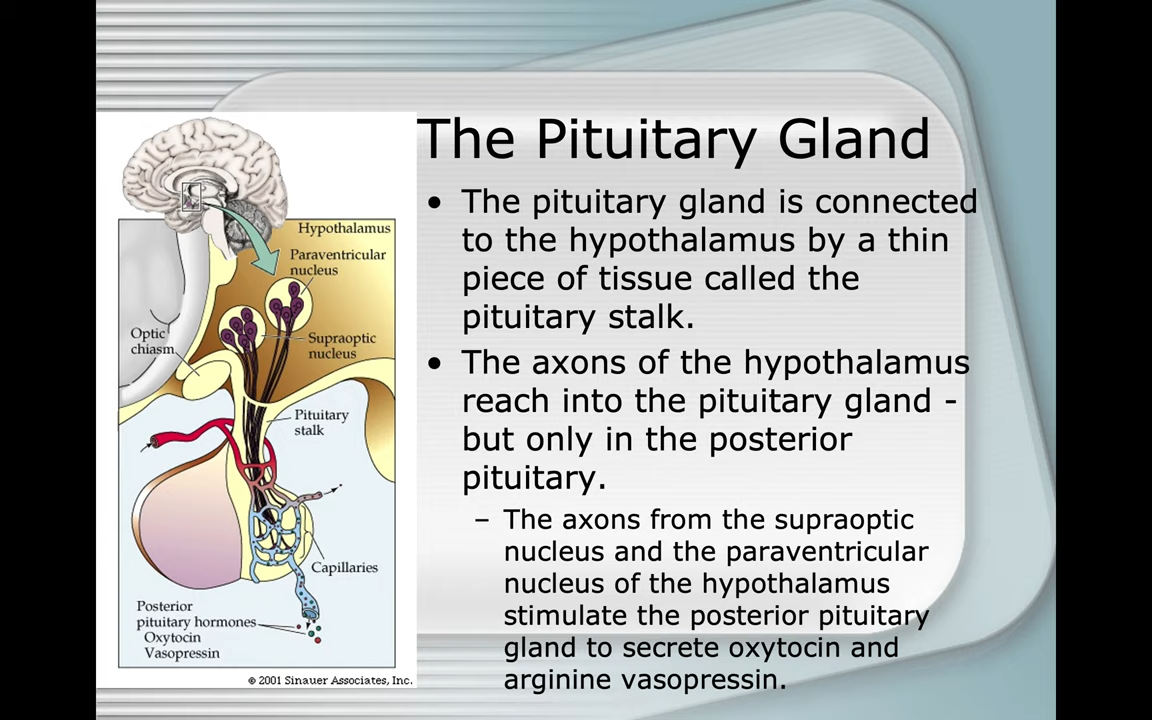 The Pituitary Gland
• The pituitary gland is connected
to the hypothalamus by a thin
piece of tissue called the
pituitary stalk.
• The axons of the hypothalamus
reach into the pituitary gland -
but only in the posterior
pituitary.
– The axons from the supraoptic
nucleus and the paraventricular
nucleus of the hypothalamus
stimulate the posterior pituitary
gland to secrete oxytocin and
arginine vasopressin.
Hypothalamus
Paraventricular
nucleus
Optic
chiasm
Supraoptic
nucleus
Pituitary
stalk
Capillaries
Posterior
pituitary hormones
Oxytocin
Vasopressin
© 2001 Sinauer Associates, Inc.